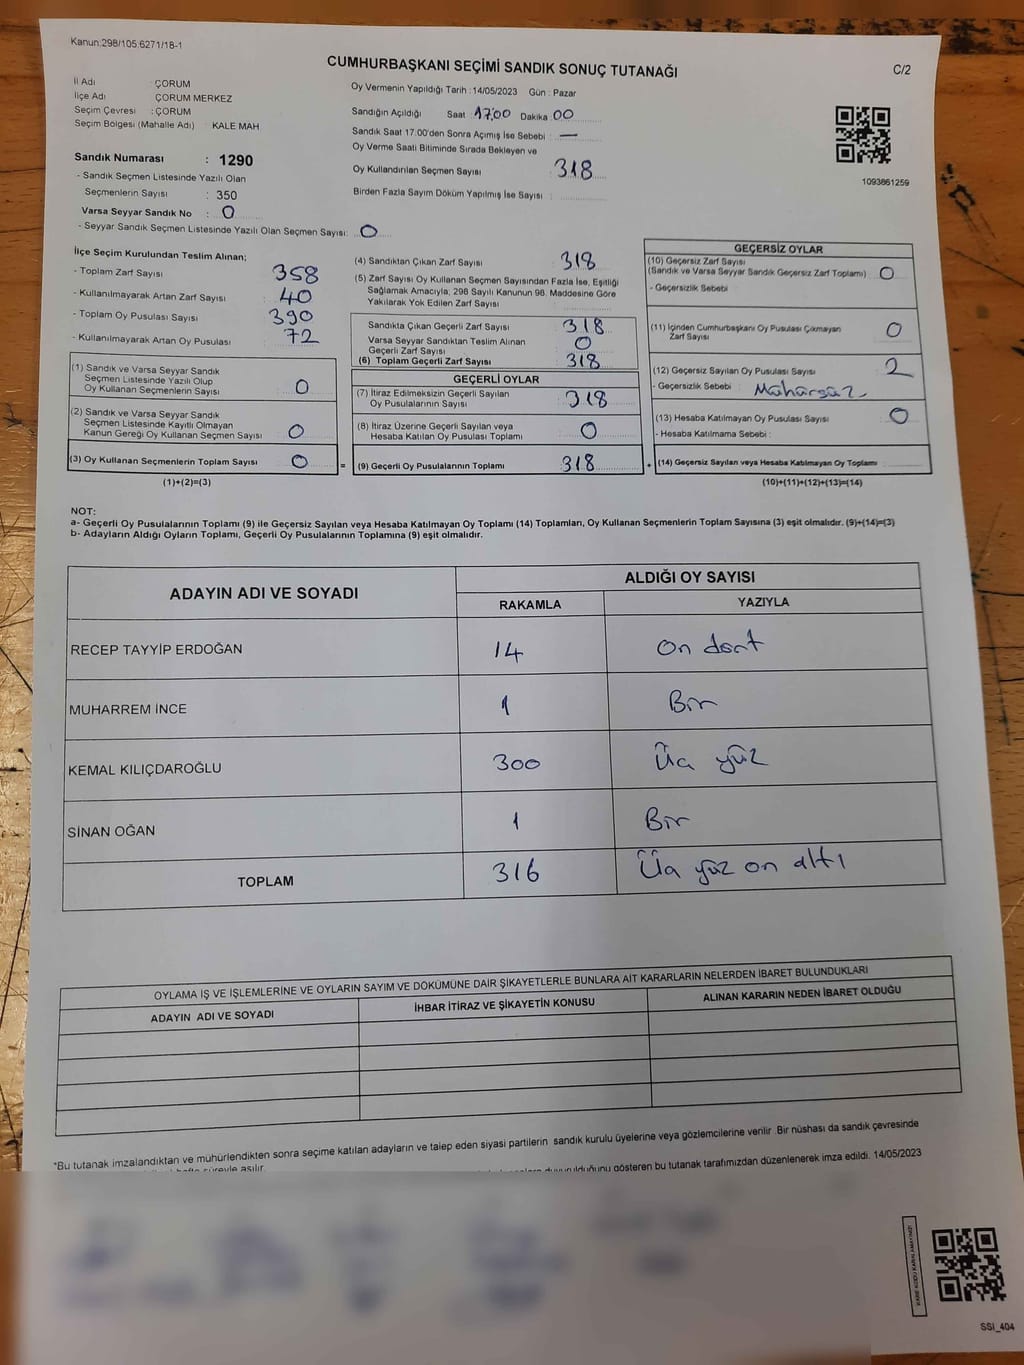 Kanun:298/105.6271/18-1
CUMHURBAŞKANI SEÇİMİ SANDIK SONUÇ TUTANAĞI
C/2
İl Adı : ÇORUM
İlçe Adı ÇORUM MERKEZ
Seçim Çevresi : ÇORUM
Seçim Bölgesi (Mahalle Adı) KALE MAH
Sandık Numarası : 1290
- Sandık Seçmen Listesinde Yazılı Olan
Seçmenlerin Sayısı : 350
Varsa Seyyar Sandık No : 0
- Seyyar Sandık Seçmen Listesinde Yazılı Olan Seçmen Sayısı: 0
Oy Vermenin Yapıldığı Tarih : 14/05/2023 Gün : Pazar
Sandığın Açıldığı Saat 17,00 Dakika 00
Sandık Saat 17:00'den Sonra Açımış İse Sebebi : —
Oy Verme Saati Bitiminde Sırada Bekleyen ve
Oy Kullandırılan Seçmen Sayısı : 318
Birden Fazla Sayım Döküm Yapılmış İse Sayısı :
1093861259
İlçe Seçim Kurulundan Teslim Alınan;
- Toplam Zarf Sayısı 358
- Kullanılmayarak Artan Zarf Sayısı 40
- Toplam Oy Pusulası Sayısı 390
- Kullanılmayarak Artan Oy Pusulası 72
(1) Sandık ve Varsa Seyyar Sandık
Seçmen Listesinde Yazılı Olup
Oy Kullanan Seçmenlerin Sayısı 0
(2) Sandık ve Varsa Seyyar Sandık
Seçmen Listesinde Kayıtlı Olmayan
Kanun Gereği Oy Kullanan Seçmen Sayısı 0
(3) Oy Kullanan Seçmenlerin Toplam Sayısı 0
(1)+(2)=(3)
(4) Sandıktan Çıkan Zarf Sayısı 318
(5) Zarf Sayısı Oy Kullanan Seçmen Sayısından Fazla İse, Eşitliği
Sağlamak Amacıyla, 298 Sayılı Kanunun 98. Maddesine Göre
Yakılarak Yok Edilen Zarf Sayısı
Sandıkta Çıkan Geçerli Zarf Sayısı 318
Varsa Seyyar Sandıktan Teslim Alınan
Geçerli Zarf Sayısı 0
(6) Toplam Geçerli Zarf Sayısı 318
GEÇERLİ OYLAR
(7) İtiraz Edilmeksizin Geçerli Sayılan
Oy Pusulalarının Sayısı 318
(8) İtiraz Üzerine Geçerli Sayılan veya
Hesaba Katılan Oy Pusulası Toplamı 0
= (9) Geçerli Oy Pusulalarının Toplamı 318 +
GEÇERSİZ OYLAR
(10) Geçersiz Zarf Sayısı
(Sandık ve Varsa Seyyar Sandık Geçersiz Zarf Toplamı) 0
- Geçersizlik Sebebi :
(11) İçinden Cumhurbaşkanı Oy Pusulası Çıkmayan
Zarf Sayısı 0
(12) Geçersiz Sayılan Oy Pusulası Sayısı 2
- Geçersizlik Sebebi : Mühürsüz
(13) Hesaba Katılmayan Oy Pusulası Sayısı 0
- Hesaba Katılmama Sebebi :
(14) Geçersiz Sayılan veya Hesaba Katılmayan Oy Toplamı
(10)+(11)+(12)+(13)=(14)
NOT:
a- Geçerli Oy Pusulalarının Toplamı (9) ile Geçersiz Sayılan veya Hesaba Katılmayan Oy Toplamı (14) Toplamları, Oy Kullanan Seçmenlerin Toplam Sayısına (3) eşit olmalıdır. (9)+(14)=(3)
b- Adayların Aldığı Oyların Toplamı, Geçerli Oy Pusulalarının Toplamına (9) eşit olmalıdır.
ADAYIN ADI VE SOYADI ALDIĞI OY SAYISI
RAKAMLA YAZIYLA
RECEP TAYYİP ERDOĞAN 14 On dört
MUHARREM İNCE 1 Bir
KEMAL KILIÇDAROĞLU 300 Üç yüz
SİNAN OĞAN 1 Bir
TOPLAM 316 Üç yüz on altı
OYLAMA İŞ VE İŞLEMLERİNE VE OYLARIN SAYIM VE DÖKÜMÜNE DAİR ŞİKAYETLERLE BUNLARA AİT KARARLARIN NELERDEN İBARET BULUNDUKLARI
ADAYIN ADI VE SOYADI İHBAR İTİRAZ VE ŞİKAYETİN KONUSU ALINAN KARARIN NEDEN İBARET OLDUĞU
*Bu tutanak imzalandıktan ve mühürlendikten sonra seçime katılan adayların ve talep eden siyasi partilerin sandık kurulu üyelerine veya gözlemcilerine verilir. Bir nüshası da sandık çevresinde
hafta süreyle asılır.
duyurulduğunu gösteren bu tutanak tarafımızdan düzenlenerek imza edildi. 14/05/2023
KARE KODU KARALAMAYINIZ!
SSİ_404